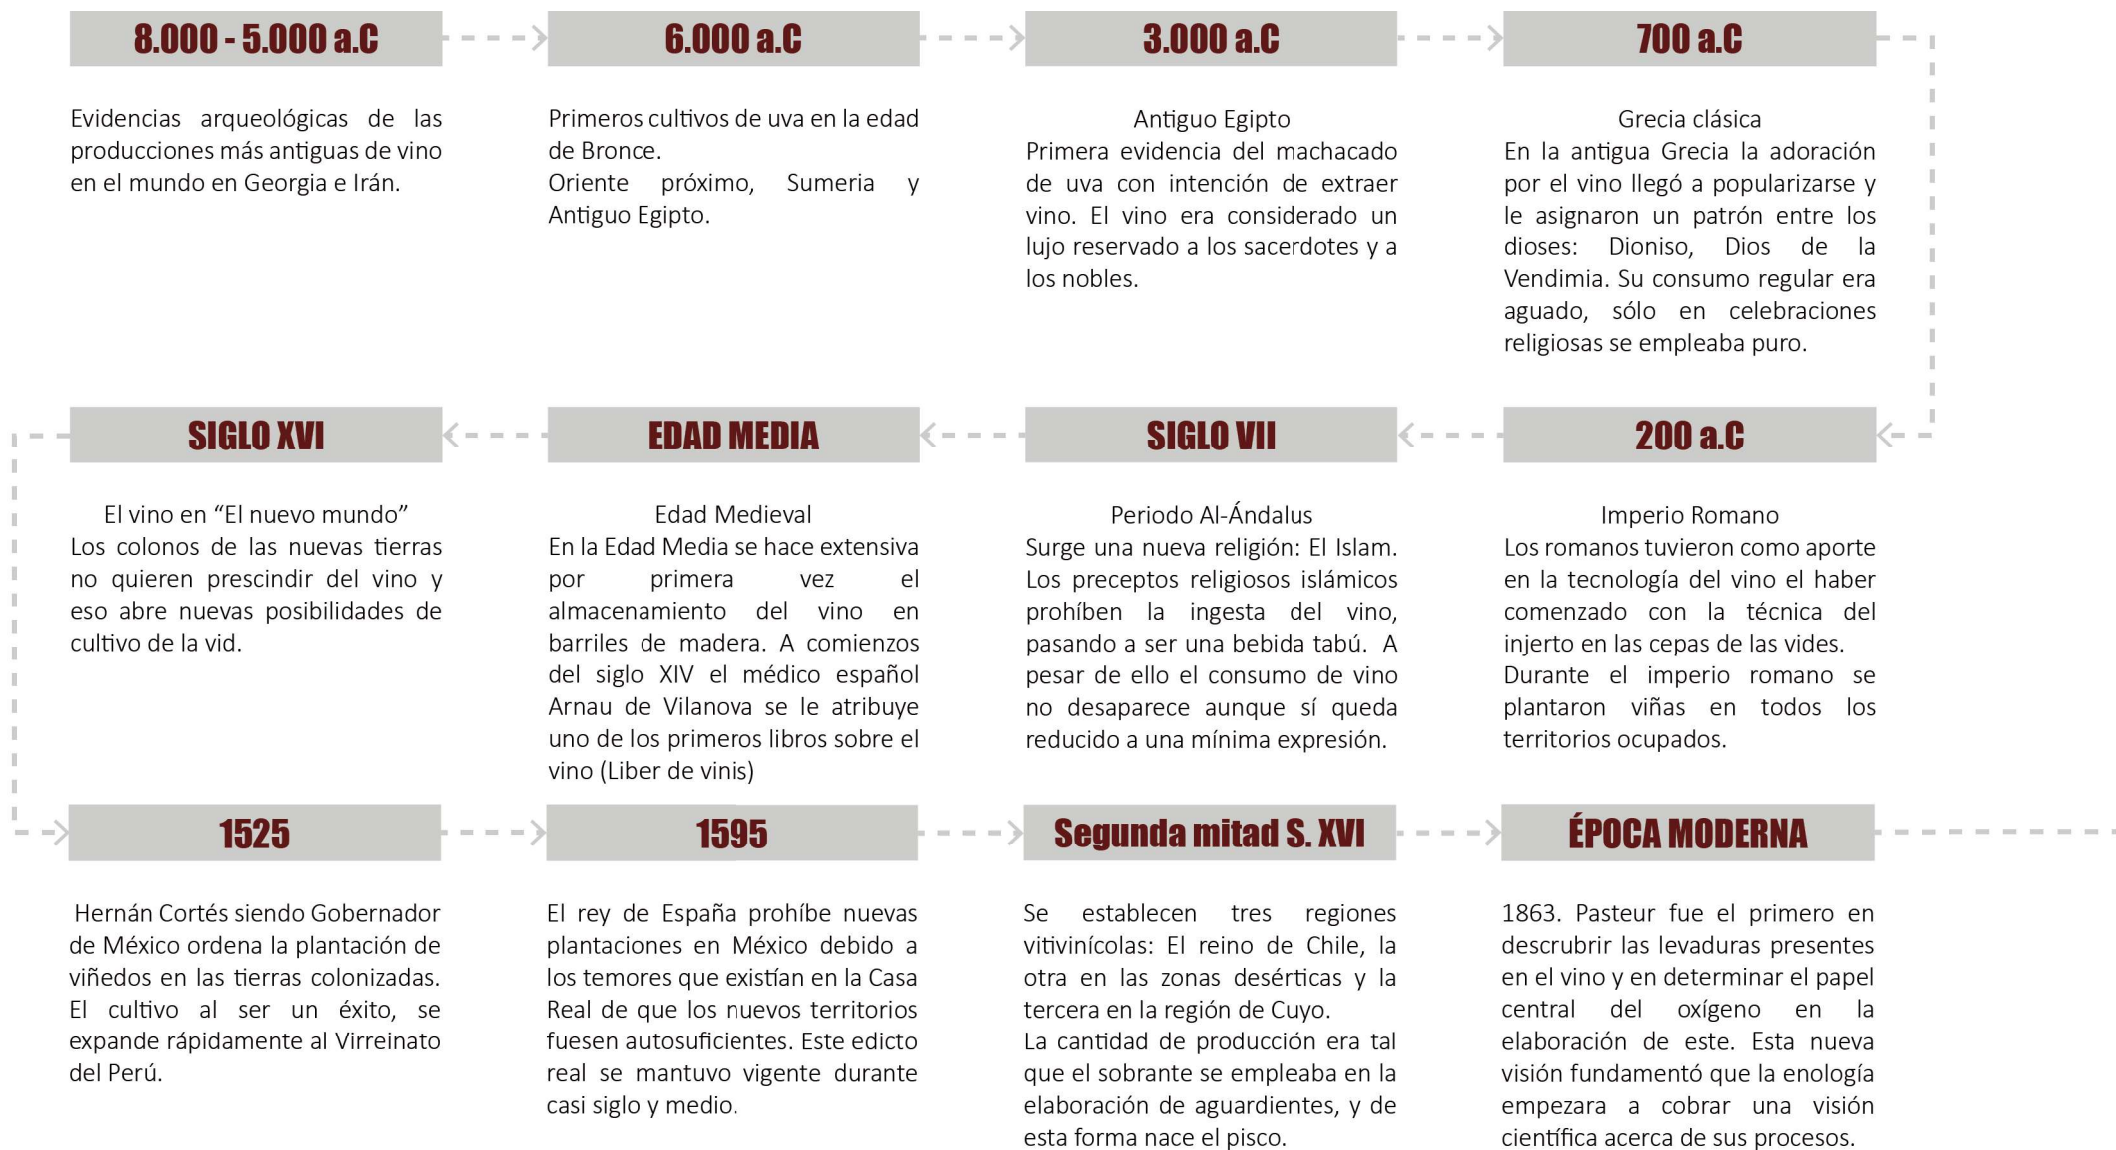 8.000 - 5.000 a.C
Evidencias arqueológicas de las
producciones más antiguas de vino
en el mundo en Georgia e Irán.
6.000 a.C
Primeros cultivos de uva en la edad
de Bronce.
Oriente próximo, Sumeria y
Antiguo Egipto.
3.000 a.C
Antiguo Egipto
Primera evidencia del machacado
de uva con intención de extraer
vino. El vino era considerado un
lujo reservado a los sacerdotes y a
los nobles.
700 a.C
Grecia clásica
En la antigua Grecia la adoración
por el vino llegó a popularizarse y
le asignaron un patrón entre los
dioses: Dioniso, Dios de la
Vendimia. Su consumo regular era
aguado, sólo en celebraciones
religiosas se empleaba puro.
200 a.C
Imperio Romano
Los romanos tuvieron como aporte
en la tecnología del vino el haber
comenzado con la técnica del
injerto en las cepas de las vides.
Durante el imperio romano se
plantaron viñas en todos los
territorios ocupados.
SIGLO VII
Periodo Al-Ándalus
Surge una nueva religión: El Islam.
Los preceptos religiosos islámicos
prohíben la ingesta del vino,
pasando a ser una bebida tabú. A
pesar de ello el consumo de vino
no desaparece aunque sí queda
reducido a una mínima expresión.
EDAD MEDIA
Edad Medieval
En la Edad Media se hace extensiva
por primera vez el
almacenamiento del vino en
barriles de madera. A comienzos
del siglo XIV el médico español
Arnau de Vilanova se le atribuye
uno de los primeros libros sobre el
vino (Liber de vinis)
SIGLO XVI
El vino en “El nuevo mundo”
Los colonos de las nuevas tierras
no quieren prescindir del vino y
eso abre nuevas posibilidades de
cultivo de la vid.
1525
Hernán Cortés siendo Gobernador
de México ordena la plantación de
viñedos en las tierras colonizadas.
El cultivo al ser un éxito, se
expande rápidamente al Virreinato
del Perú.
1595
El rey de España prohíbe nuevas
plantaciones en México debido a
los temores que existían en la Casa
Real de que los nuevos territorios
fuesen autosuficientes. Este edicto
real se mantuvo vigente durante
casi siglo y medio.
Segunda mitad S. XVI
Se establecen tres regiones
vitivinícolas: El reino de Chile, la
otra en las zonas desérticas y la
tercera en la región de Cuyo.
La cantidad de producción era tal
que el sobrante se empleaba en la
elaboración de aguardientes, y de
esta forma nace el pisco.
ÉPOCA MODERNA
1863. Pasteur fue el primero en
descrubrir las levaduras presentes
en el vino y en determinar el papel
central del oxígeno en la
elaboración de este. Esta nueva
visión fundamentó que la enología
empezara a cobrar una visión
científica acerca de sus procesos.